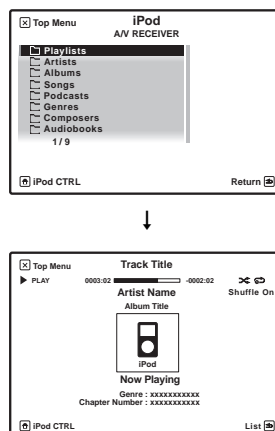 Top Menu
iPod
A/V RECEIVER
Playlists
Artists
Albums
Songs
Podcasts
Genres
Composers
Audiobooks
1 / 9
iPod CTRL
Return
Top Menu
Track Title
PLAY
0003:02
-0002:02
Shuffle On
Artist Name
Album Title
iPod
Now Playing
Genre : xxxxxxxxxxx
Chapter Number : xxxxxxxxxxx
iPod CTRL
List